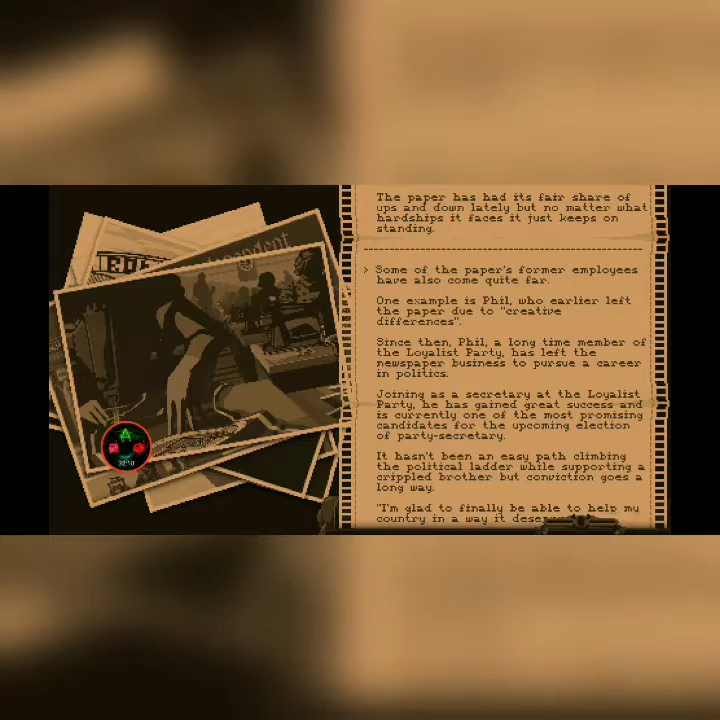 The paper has had its fair share of
ups and down lately but no matter what
hardships it faces it just keeps on
standing.
> Some of the paper's former employees
have also come quite far.
One example is Phil, who earlier left
the paper due to "creative
differences".
Since then, Phil, a long time member of
the Loyalist Party, has left the
newspaper business to pursue a career
in politics.
Joining as a secretary at the Loyalist
Party, he has gained great success and
is currently one of the most promising
candidates for the upcoming election
of party-secretary.
It hasn't been an easy path climbing
the political ladder while supporting a
crippled brother but conviction goes a
long way.
"I'm glad to finally be able to help my
country in a way it
32:10